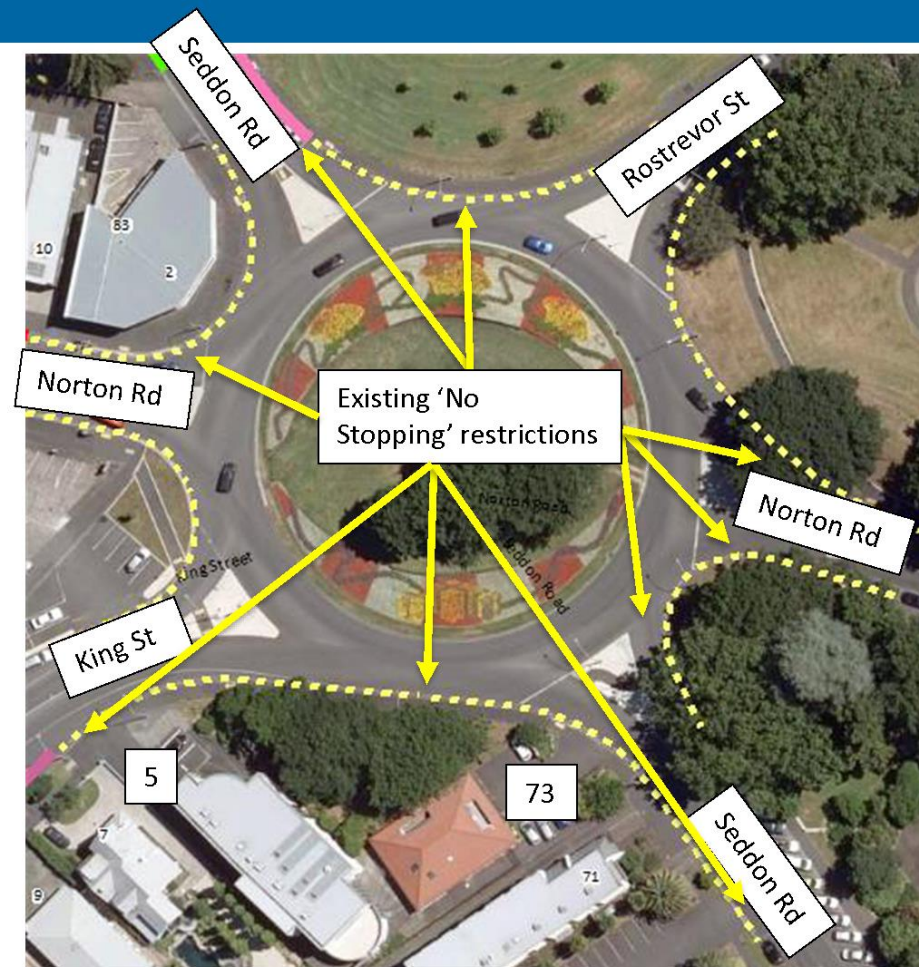 Seddon Rd
Rostrevor St
83
2
10
Norton Rd
Existing ‘No
Stopping’ restrictions
Norton Road
Seddon Road
Norton Rd
King Street
King St
5
73
7
71
9
Seddon Rd